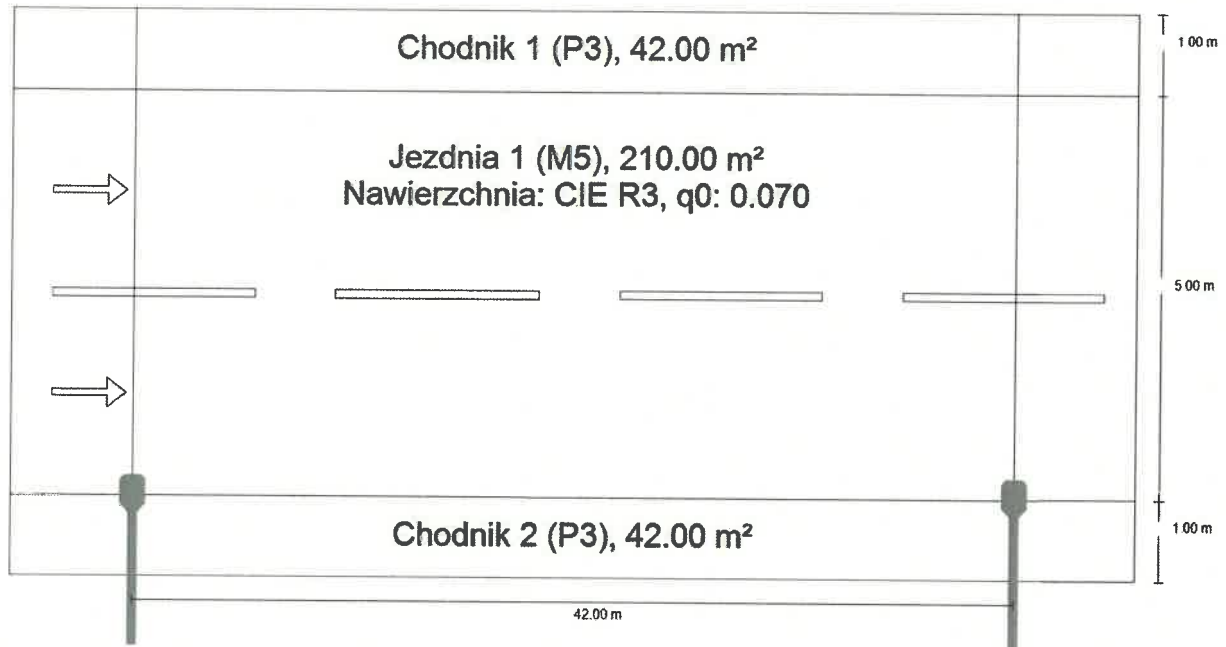 Chodnik 1 (P3), 42.00 m²
1.00 m
Jezdnia 1 (M5), 210.00 m²
Nawierzchnia: CIE R3, q0: 0.070
5.00 m
Chodnik 2 (P3), 42.00 m²
1.00 m
42.00 m